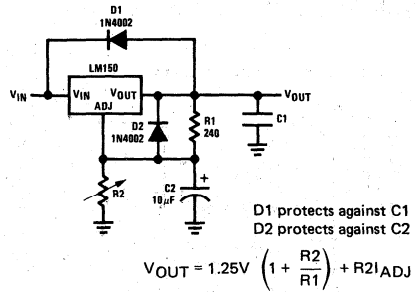 D1
1N4002
LM150
VIN
VIN VOUT
ADJ
VOUT
D2
1N4002
R1
240
C1
R2
C2
10μF
+
D1 protects against C1
D2 protects against C2
VOUT = 1.25V (1 + R2/R1) + R2IADJ